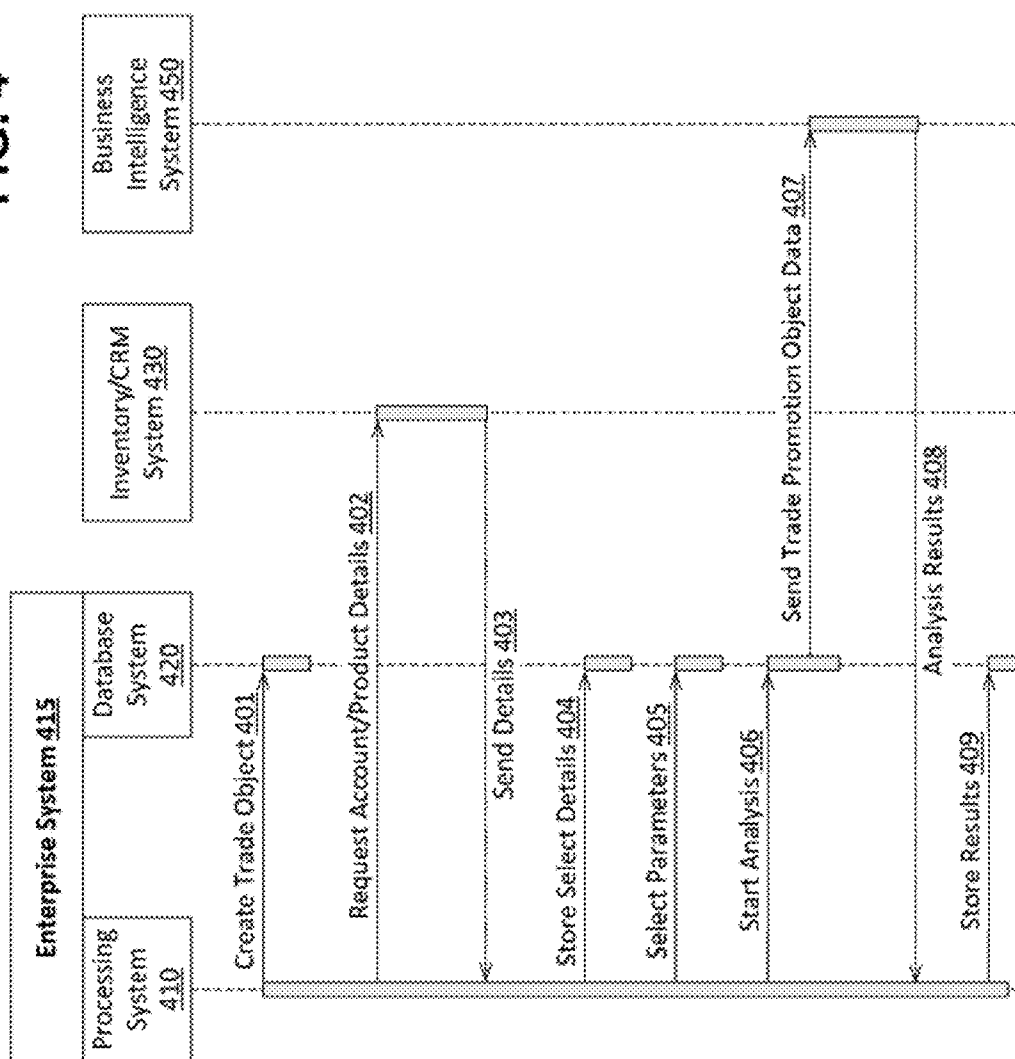 Enterprise System 415
Processing
System
410
Database
System
420
Inventory/CRM
System 430
Business
Intelligence
System 450
Create Trade Object 401
Request Account/Product Details 402
Send Details 403
Store Select Details 404
Select Parameters 405
Start Analysis 406
Send Trade Promotion Object Data 407
Analysis Results 408
Store Results 409